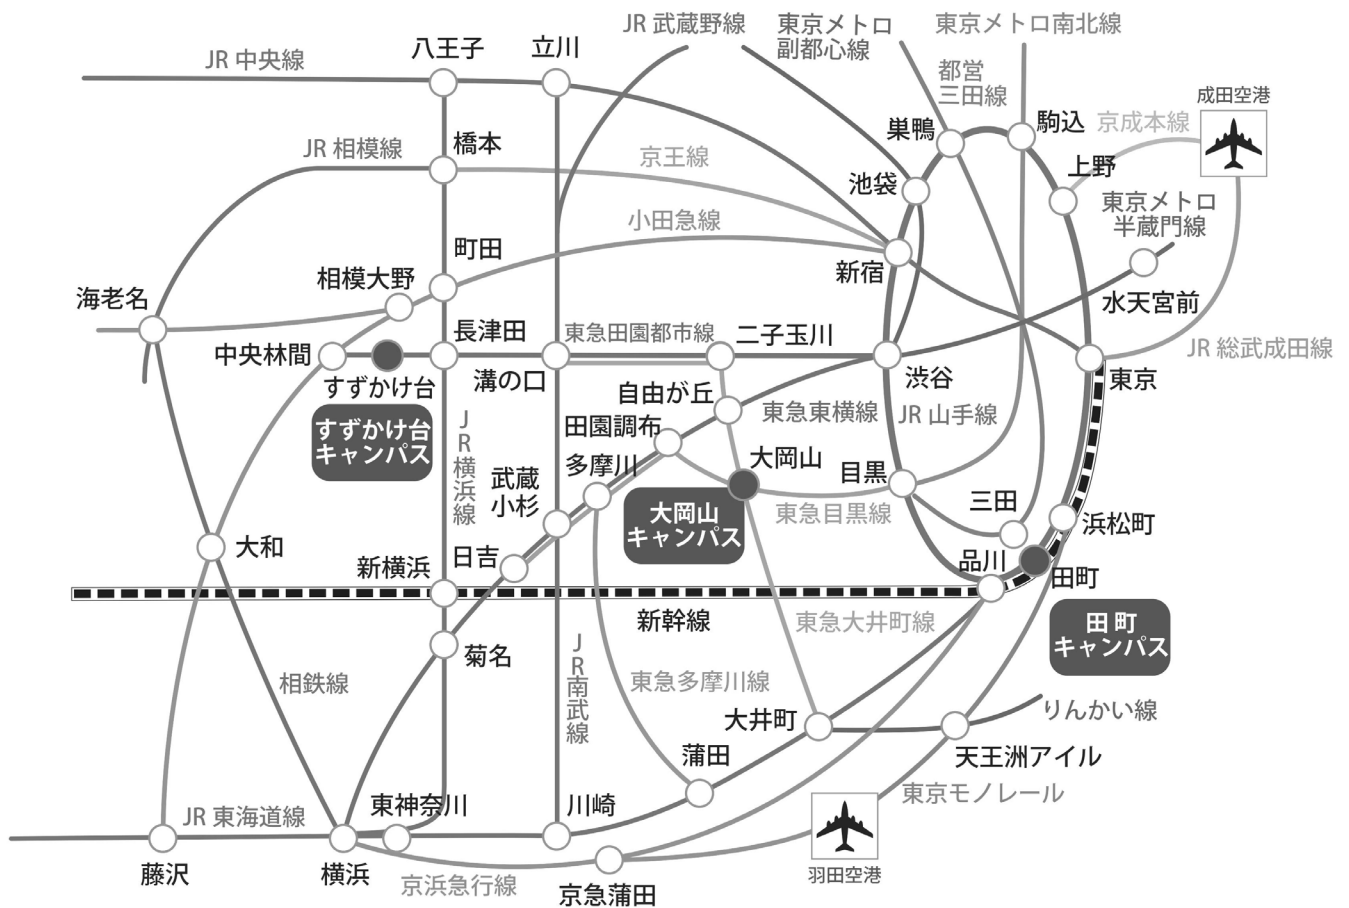 JR 武蔵野線
東京メトロ
副都心線
東京メトロ南北線
八王子
立川
JR 中央線
都営
三田線
成田空港
巣鴨
駒込
京成本線
橋本
JR 相模線
京王線
上野
池袋
東京メトロ
半蔵門線
小田急線
町田
相模大野
新宿
海老名
水天宮前
長津田
東急田園都市線
二子玉川
中央林間
JR 総武成田線
すずかけ台
溝の口
渋谷
東京
自由が丘
東急東横線
JR 山手線
すずかけ台
キャンパス
JR横浜線
田園調布
多摩川
大岡山
目黒
武蔵
小杉
三田
大岡山
キャンパス
東急目黒線
浜松町
大和
日吉
新横浜
品川
田町
新幹線
東急大井町線
田 町
キャンパス
菊名
JR南武線
相鉄線
東急多摩川線
りんかい線
大井町
蒲田
天王洲アイル
東京モノレール
JR 東海道線
東神奈川
川崎
藤沢
横浜
京浜急行線
京急蒲田
羽田空港